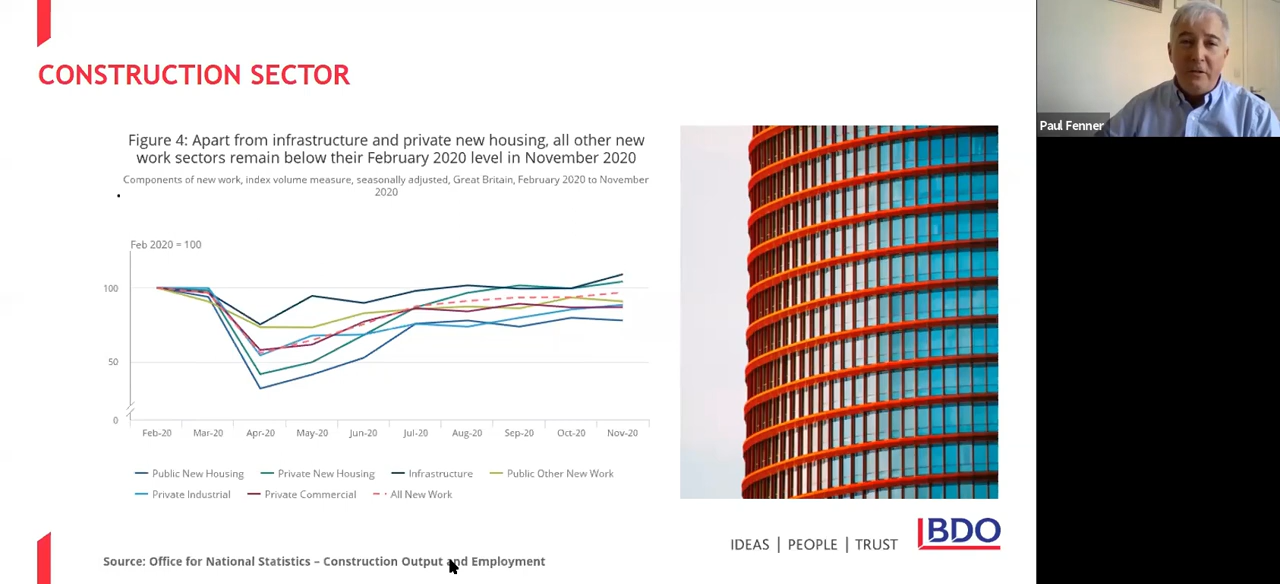 CONSTRUCTION SECTOR
Figure 4: Apart from infrastructure and private new housing, all other new
work sectors remain below their February 2020 level in November 2020
Components of new work, index volume measure, seasonally adjusted, Great Britain, February 2020 to November
2020
Feb 2020 = 100
100
50
0
Feb-20 Mar-20 Apr-20 May-20 Jun-20 Jul-20 Aug-20 Sep-20 Oct-20 Nov-20
Public New Housing Private New Housing Infrastructure Public Other New Work
Private Industrial Private Commercial All New Work
IDEAS | PEOPLE | TRUST
BDO
Source: Office for National Statistics – Construction Output and Employment
Paul Fenner